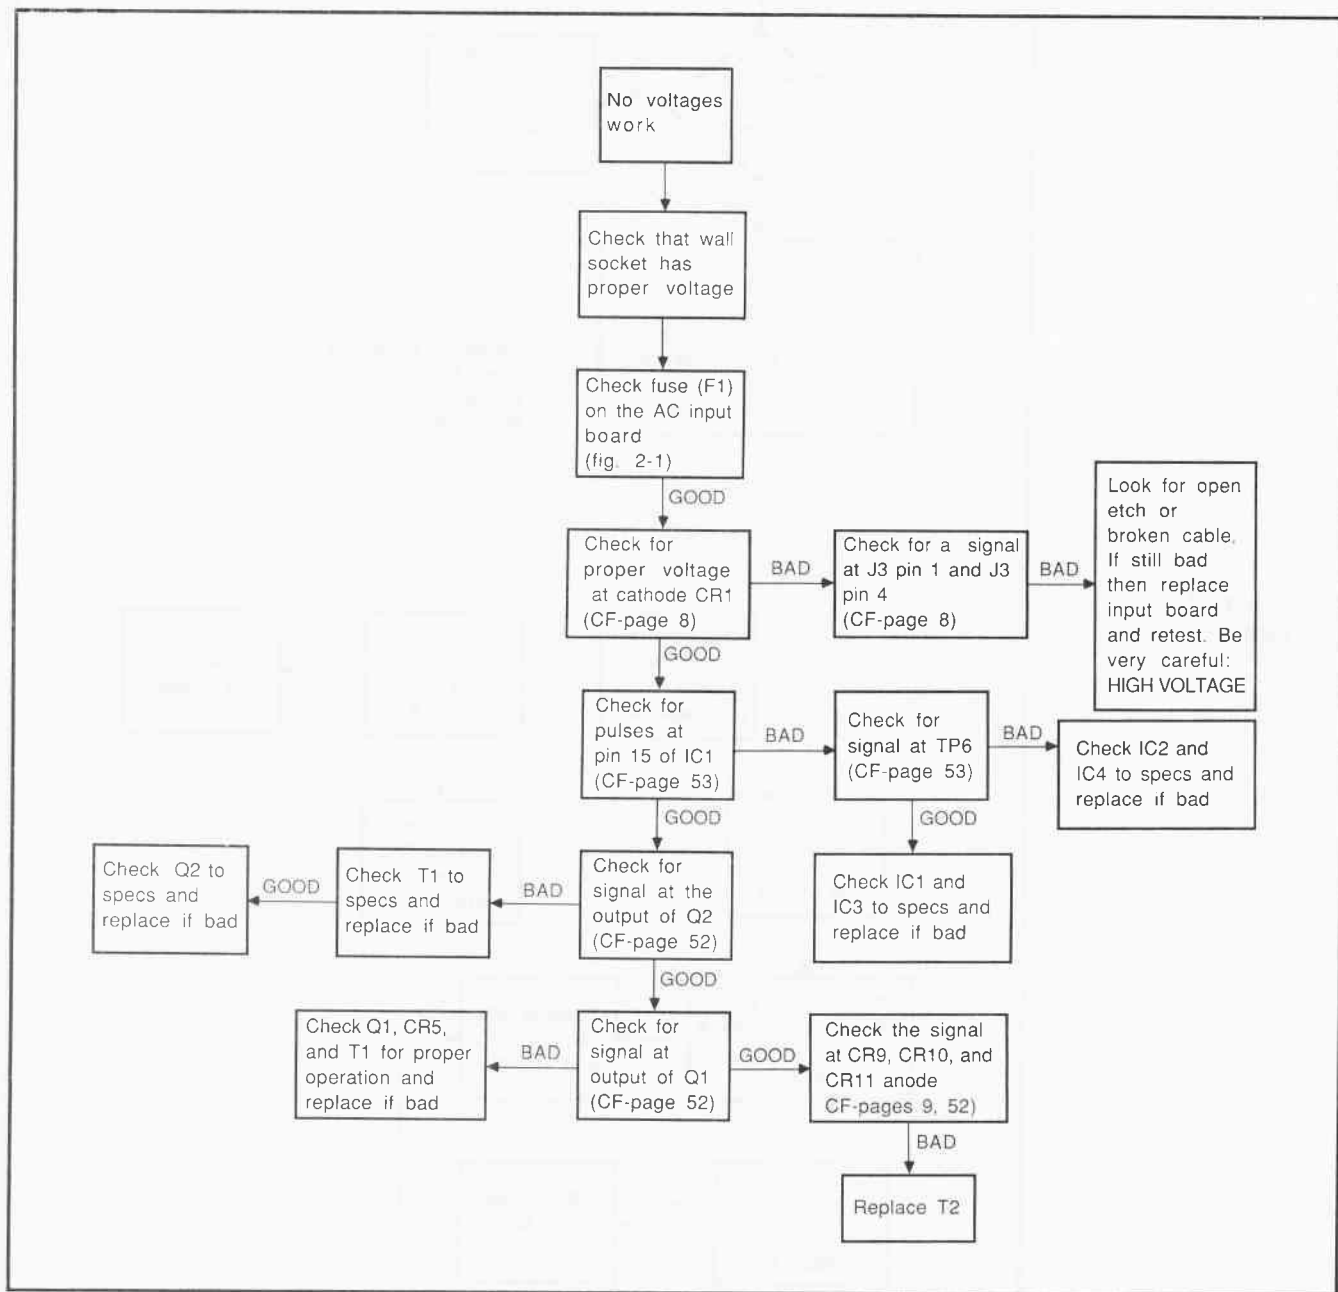 No voltages
work
Check that wall
socket has
proper voltage
Check fuse (F1)
on the AC input
board
(fig. 2-1)
GOOD
Check for
proper voltage
at cathode CR1
(CF-page 8)
BAD
Check for a signal
at J3 pin 1 and J3
pin 4
(CF-page 8)
BAD
Look for open
etch or
broken cable.
If still bad
then replace
input board
and retest. Be
very careful:
HIGH VOLTAGE
GOOD
Check for
pulses at
pin 15 of IC1
(CF-page 53)
BAD
Check for
signal at TP6
(CF-page 53)
BAD
Check IC2 and
IC4 to specs and
replace if bad
GOOD
GOOD
Check Q2 to
specs and
replace if bad
GOOD
Check T1 to
specs and
replace if bad
BAD
Check for
signal at the
output of Q2
(CF-page 52)
Check IC1 and
IC3 to specs and
replace if bad
GOOD
Check Q1, CR5,
and T1 for proper
operation and
replace if bad
BAD
Check for
signal at
output of Q1
(CF-page 52)
GOOD
Check the signal
at CR9, CR10, and
CR11 anode
CF-pages 9, 52)
BAD
Replace T2